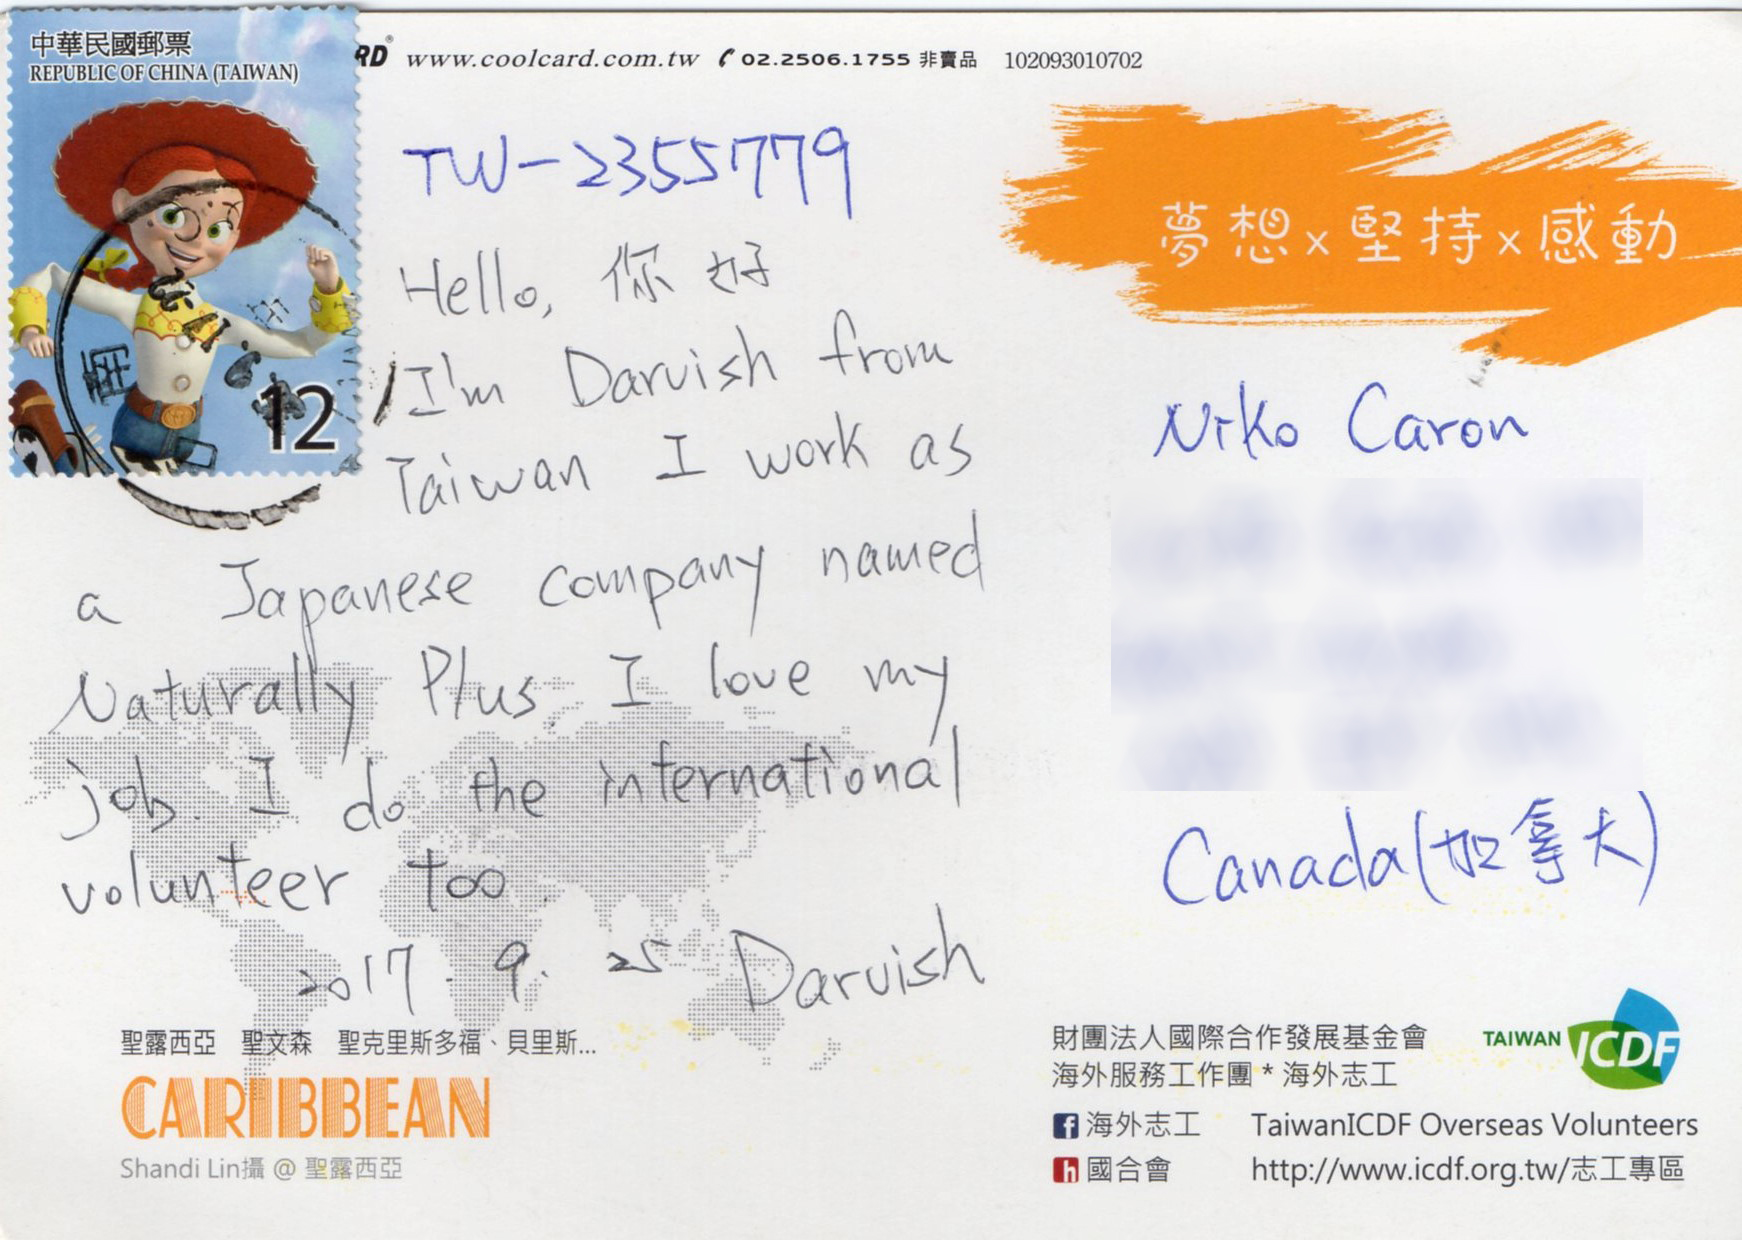 中華民國郵票
REPUBLIC OF CHINA (TAIWAN)
12
RD® www.coolcard.com.tw 02.2506.1755 非賣品 102093010702
TW-2355779
Hello, 你好
I'm Darvish from
Taiwan I work as
a Japanese company named
Naturally Plus. I love my
job. I do the international
volunteer too.
2017.9.25 Darvish
聖露西亞 聖文森 聖克里斯多福、貝里斯...
CARIBBEAN
Shandi Lin攝 @ 聖露西亞
夢想 x 堅持 x 感動
Niko Caron
Canada (加拿大)
財團法人國際合作發展基金會
海外服務工作團 * 海外志工
TAIWAN ICDF
f 海外志工 TaiwanICDF Overseas Volunteers
h 國合會 http://www.icdf.org.tw/志工專區